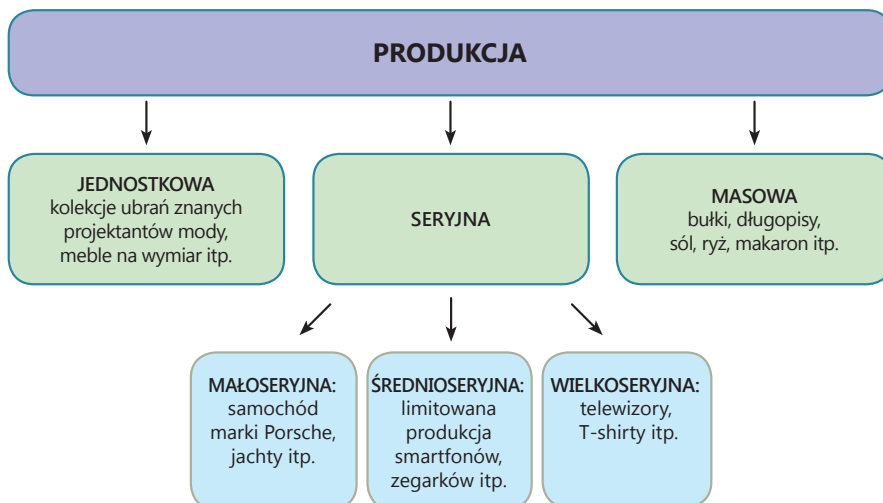 PRODUKCJA
JEDNOSTKOWA
kolekcje ubrań znanych
projektantów mody,
meble na wymiar itp.
SERYJNA
MASOWA
bułki, długopisy,
sól, ryż, makaron itp.
MAŁOSERYJNA:
samochód
marki Porsche,
jachty itp.
ŚREDNIOSERYJNA:
limitowana
produkcja
smartfonów,
zegarków itp.
WIELKOSERYJNA:
telewizory,
T-shirty itp.